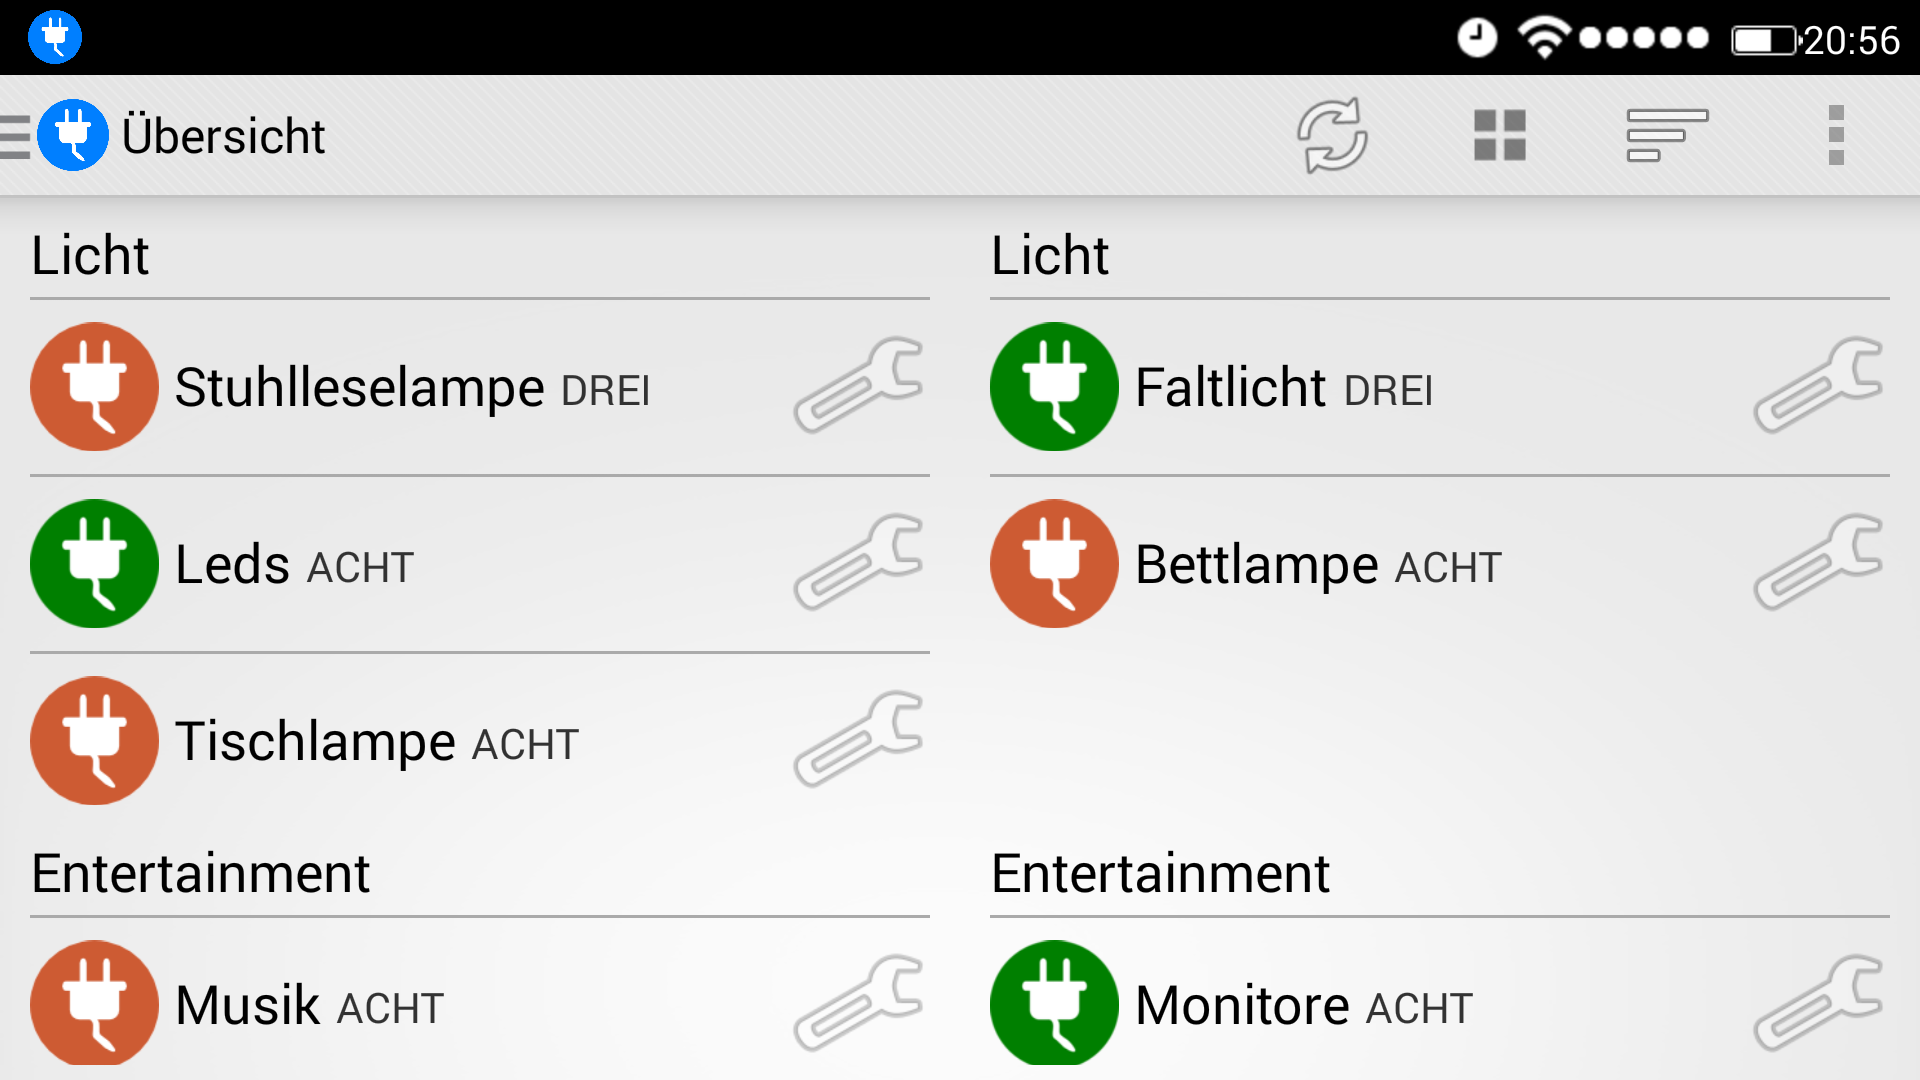 20:56
Übersicht
Licht
Stuhlleselampe DREI
Leds ACHT
Tischlampe ACHT
Licht
Faltlicht DREI
Bettlampe ACHT
Entertainment
Musik ACHT
Entertainment
Monitore ACHT